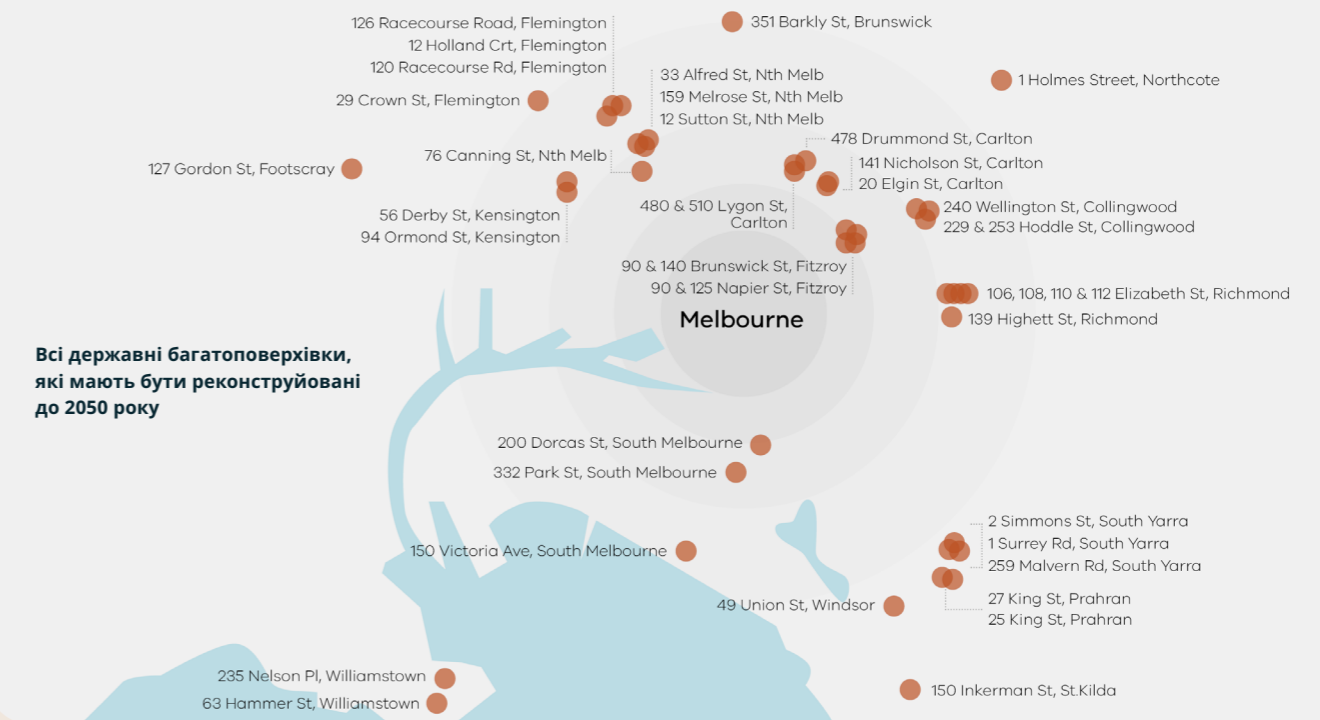 126 Racecourse Road, Flemington
12 Holland Crt, Flemington
120 Racecourse Rd, Flemington
351 Barkly St, Brunswick
33 Alfred St, Nth Melb
159 Melrose St, Nth Melb
12 Sutton St, Nth Melb
1 Holmes Street, Northcote
29 Crown St, Flemington
478 Drummond St, Carlton
76 Canning St, Nth Melb
141 Nicholson St, Carlton
20 Elgin St, Carlton
127 Gordon St, Footscray
480 & 510 Lygon St,
Carlton
240 Wellington St, Collingwood
229 & 253 Hoddle St, Collingwood
56 Derby St, Kensington
94 Ormond St, Kensington
90 & 140 Brunswick St, Fitzroy
90 & 125 Napier St, Fitzroy
106, 108, 110 & 112 Elizabeth St, Richmond
139 Highett St, Richmond
Melbourne
Всі державні багатоповерхівки,
які мають бути реконструйовані
до 2050 року
200 Dorcas St, South Melbourne
332 Park St, South Melbourne
2 Simmons St, South Yarra
1 Surrey Rd, South Yarra
259 Malvern Rd, South Yarra
150 Victoria Ave, South Melbourne
27 King St, Prahran
25 King St, Prahran
49 Union St, Windsor
235 Nelson Pl, Williamstown
63 Hammer St, Williamstown
150 Inkerman St, St.Kilda